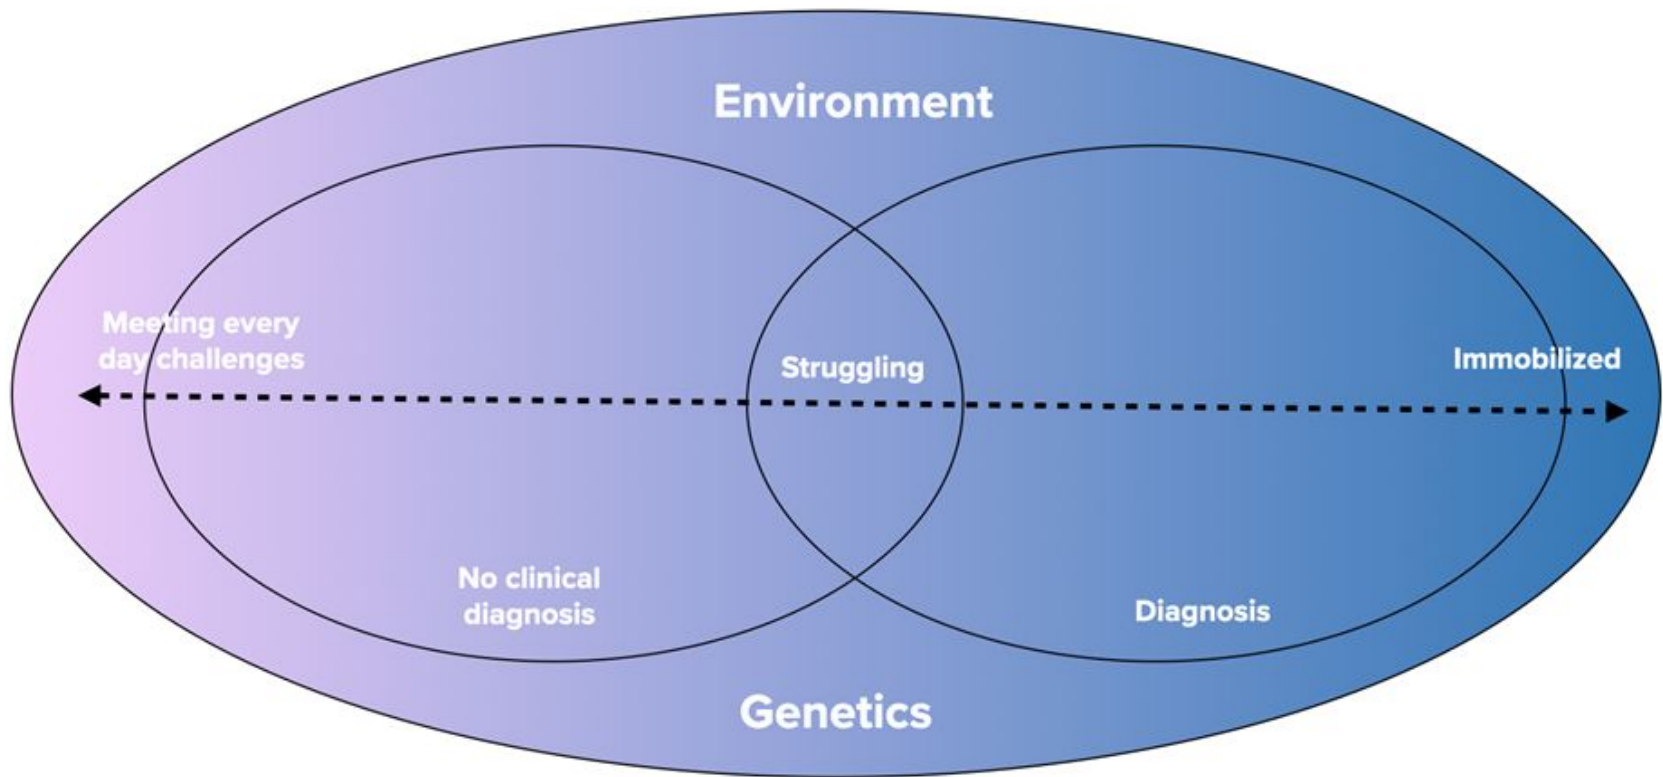 Environment
Meeting every
day challenges
Struggling
Immobilized
No clinical
diagnosis
Diagnosis
Genetics